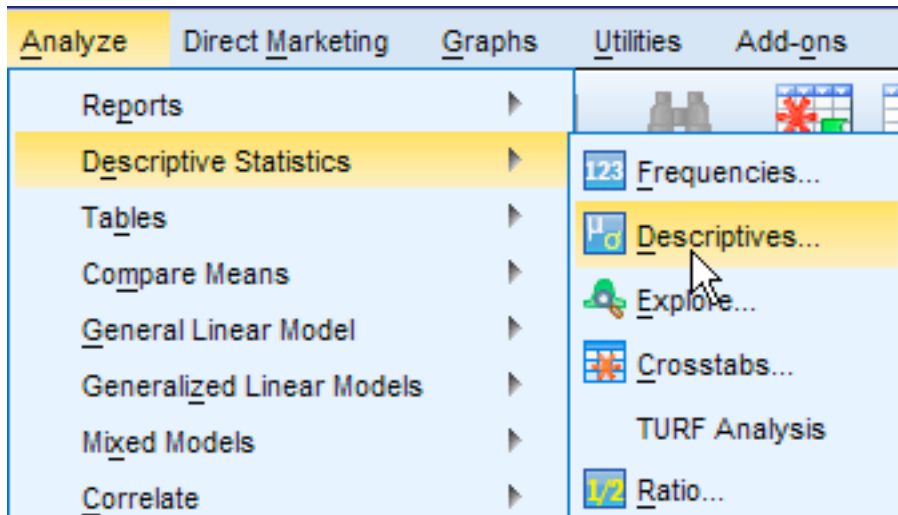 Analyze Direct Marketing Graphs Utilities Add-ons
Reports
Descriptive Statistics
Tables
Compare Means
General Linear Model
Generalized Linear Models
Mixed Models
Correlate
123 Frequencies...
μσ Descriptives...
Explore...
Crosstabs...
TURF Analysis
1/2 Ratio...